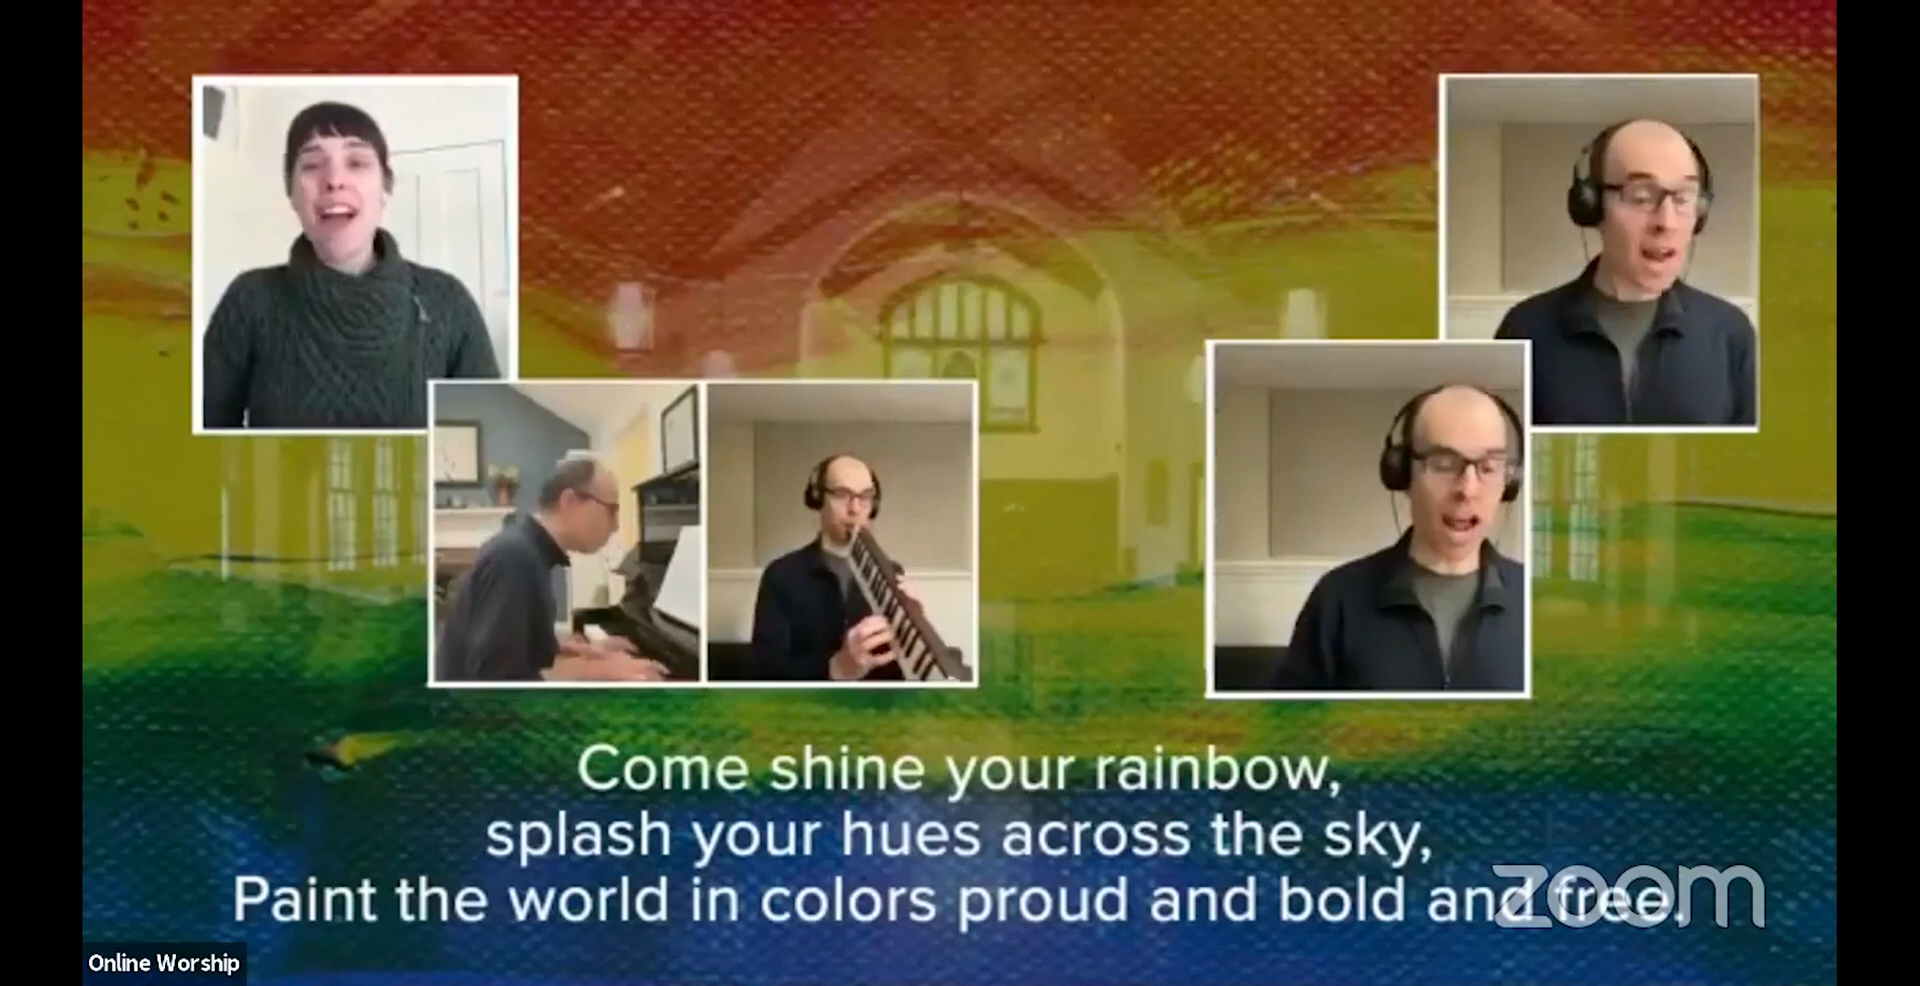 Come shine your rainbow,
splash your hues across the sky,
Paint the world in colors proud and bold and free.
zoom
Online Worship